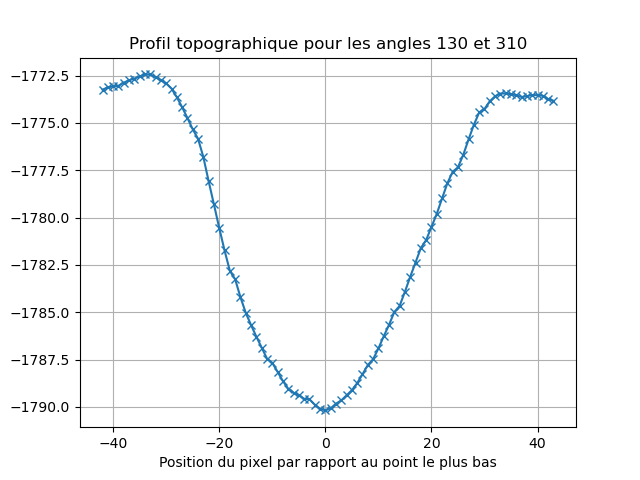 Profil topographique pour les angles 130 et 310
−1772.5
−1775.0
−1777.5
−1780.0
−1782.5
−1785.0
−1787.5
−1790.0
−40 −20 0 20 40
Position du pixel par rapport au point le plus bas